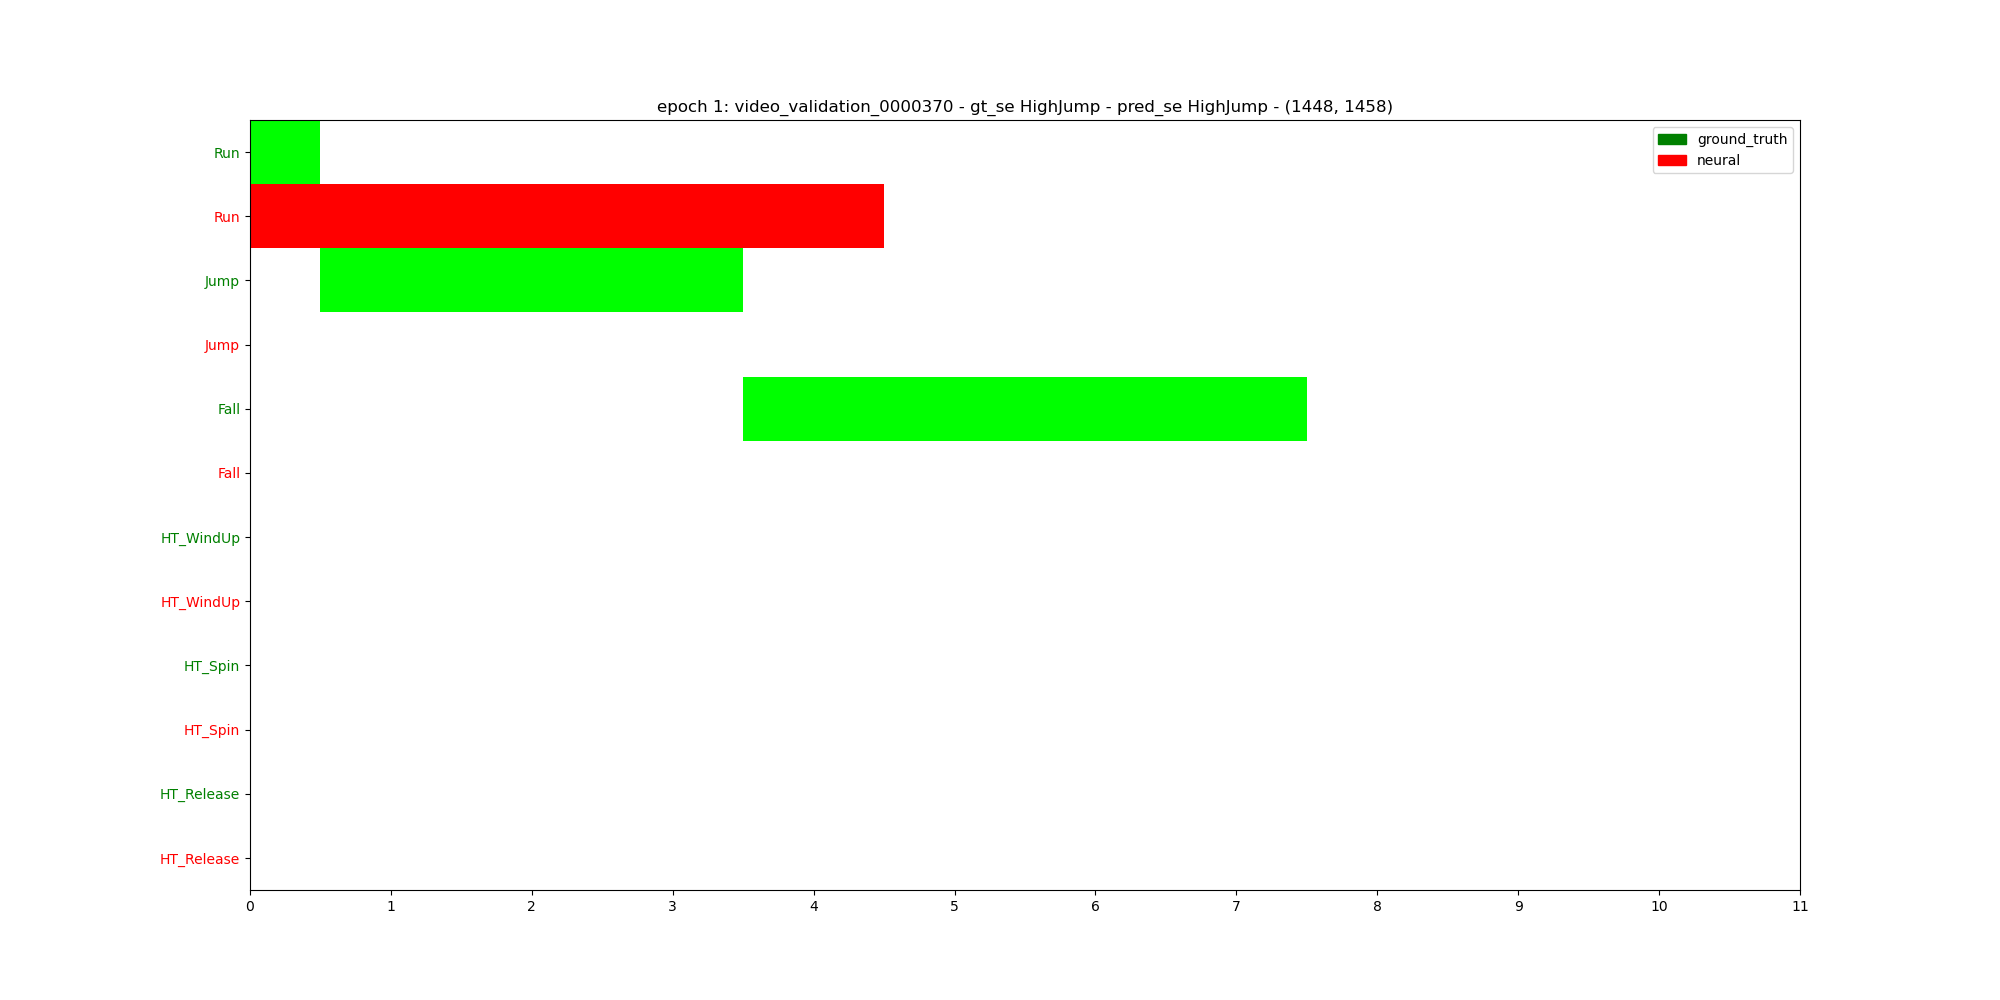 epoch 1: video_validation_0000370 - gt_se HighJump - pred_se HighJump - (1448, 1458)
ground_truth
neural
Run
Run
Jump
Jump
Fall
Fall
HT_WindUp
HT_WindUp
HT_Spin
HT_Spin
HT_Release
HT_Release
0 1 2 3 4 5 6 7 8 9 10 11